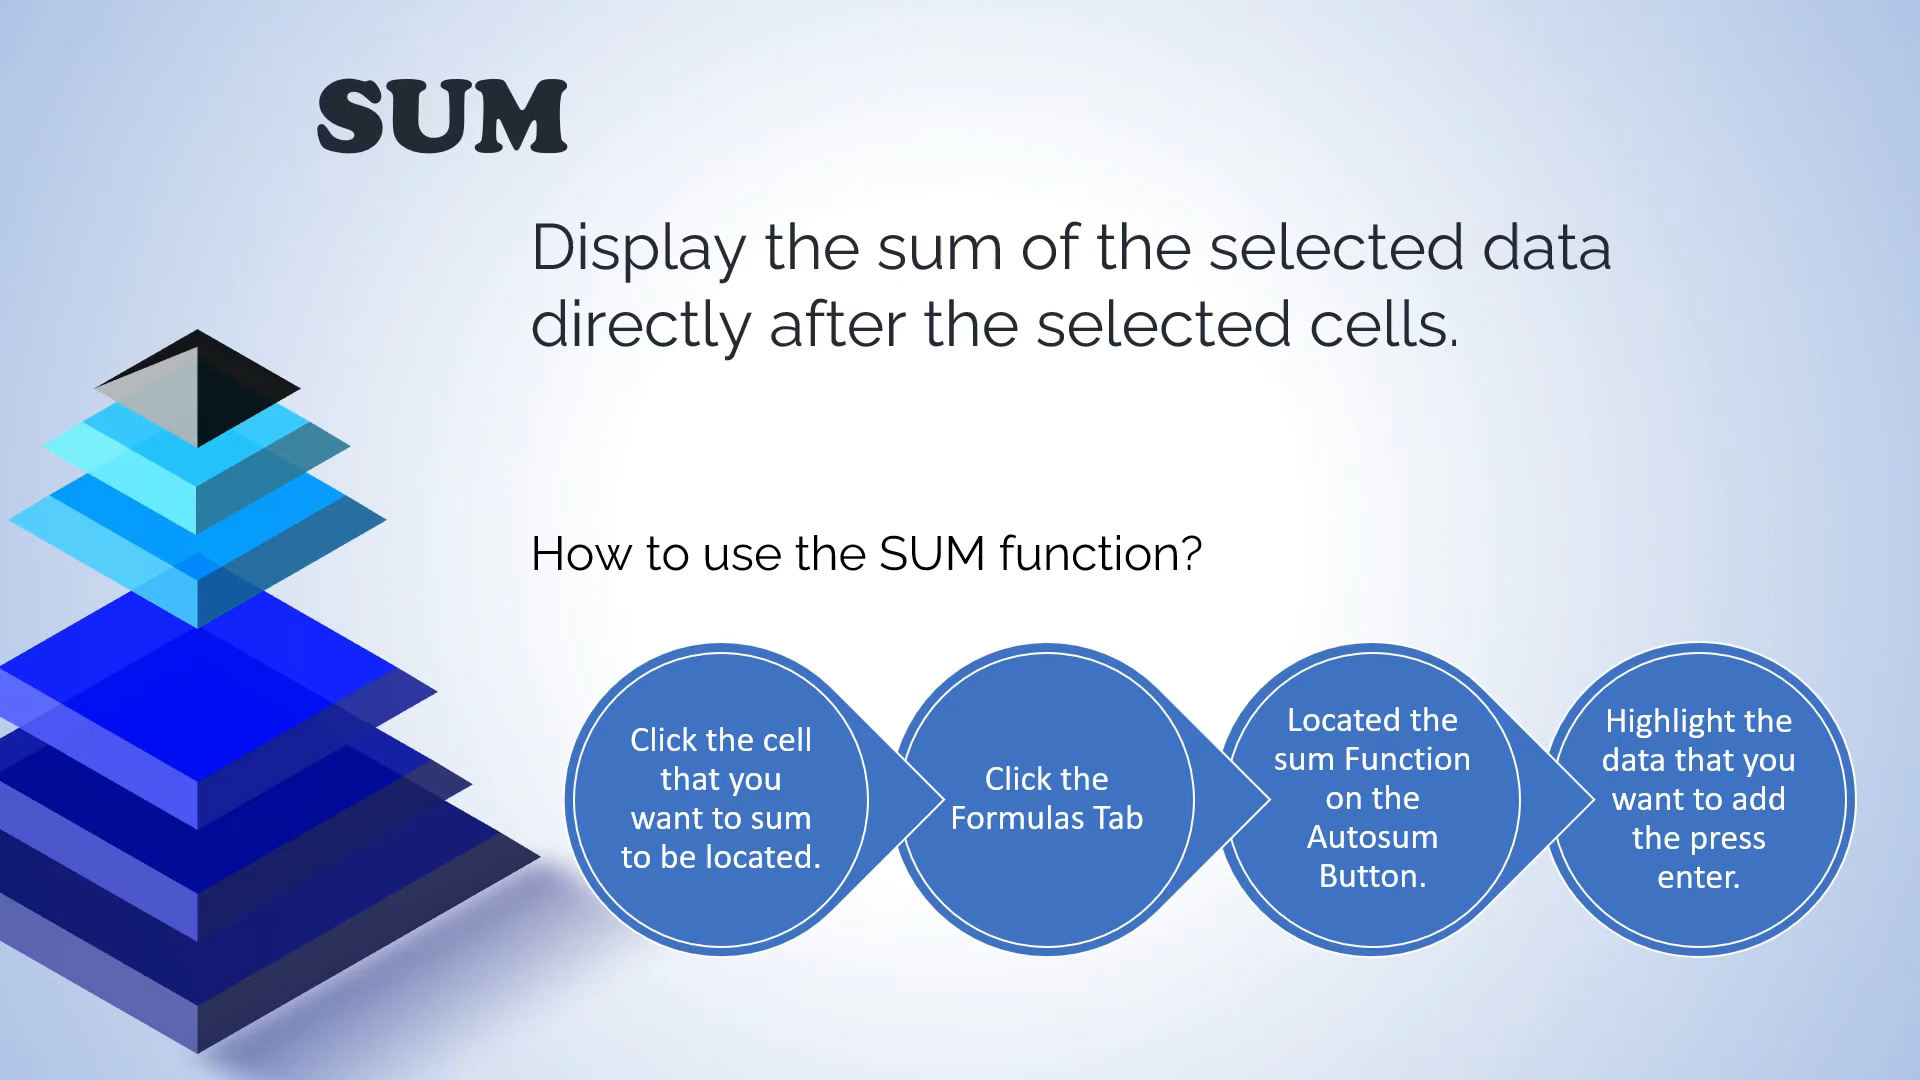 SUM
Display the sum of the selected data
directly after the selected cells.
How to use the SUM function?
Click the cell
that you
want to sum
to be located.
Click the
Formulas Tab
Located the
sum Function
on the
Autosum
Button.
Highlight the
data that you
want to add
the press
enter.